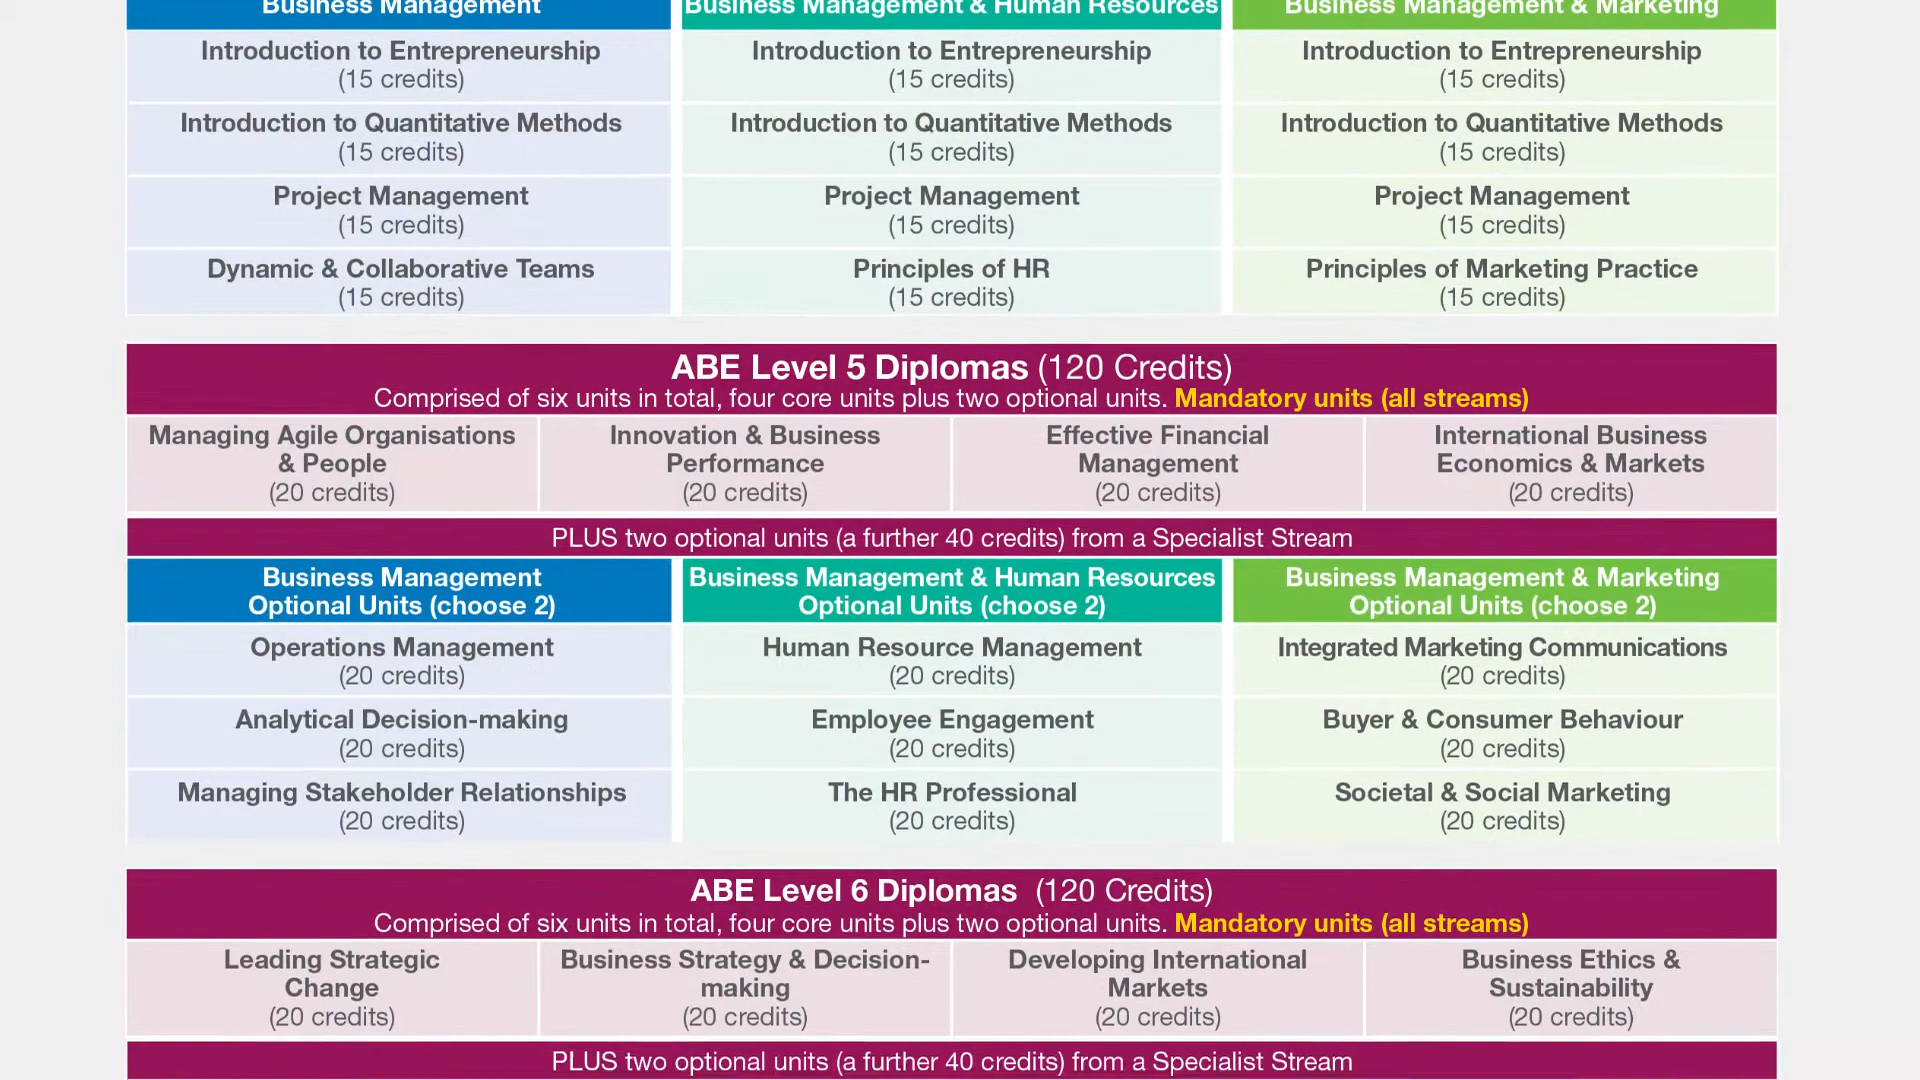 Business Management
Business Management & Human Resources
Business Management & Marketing
Introduction to Entrepreneurship
(15 credits)
Introduction to Entrepreneurship
(15 credits)
Introduction to Entrepreneurship
(15 credits)
Introduction to Quantitative Methods
(15 credits)
Introduction to Quantitative Methods
(15 credits)
Introduction to Quantitative Methods
(15 credits)
Project Management
(15 credits)
Project Management
(15 credits)
Project Management
(15 credits)
Dynamic & Collaborative Teams
(15 credits)
Principles of HR
(15 credits)
Principles of Marketing Practice
(15 credits)
ABE Level 5 Diplomas (120 Credits)
Comprised of six units in total, four core units plus two optional units. Mandatory units (all streams)
Managing Agile Organisations
& People
(20 credits)
Innovation & Business
Performance
(20 credits)
Effective Financial
Management
(20 credits)
International Business
Economics & Markets
(20 credits)
PLUS two optional units (a further 40 credits) from a Specialist Stream
Business Management
Optional Units (choose 2)
Business Management & Human Resources
Optional Units (choose 2)
Business Management & Marketing
Optional Units (choose 2)
Operations Management
(20 credits)
Human Resource Management
(20 credits)
Integrated Marketing Communications
(20 credits)
Analytical Decision-making
(20 credits)
Employee Engagement
(20 credits)
Buyer & Consumer Behaviour
(20 credits)
Managing Stakeholder Relationships
(20 credits)
The HR Professional
(20 credits)
Societal & Social Marketing
(20 credits)
ABE Level 6 Diplomas (120 Credits)
Comprised of six units in total, four core units plus two optional units. Mandatory units (all streams)
Leading Strategic
Change
(20 credits)
Business Strategy & Decision-
making
(20 credits)
Developing International
Markets
(20 credits)
Business Ethics &
Sustainability
(20 credits)
PLUS two optional units (a further 40 credits) from a Specialist Stream